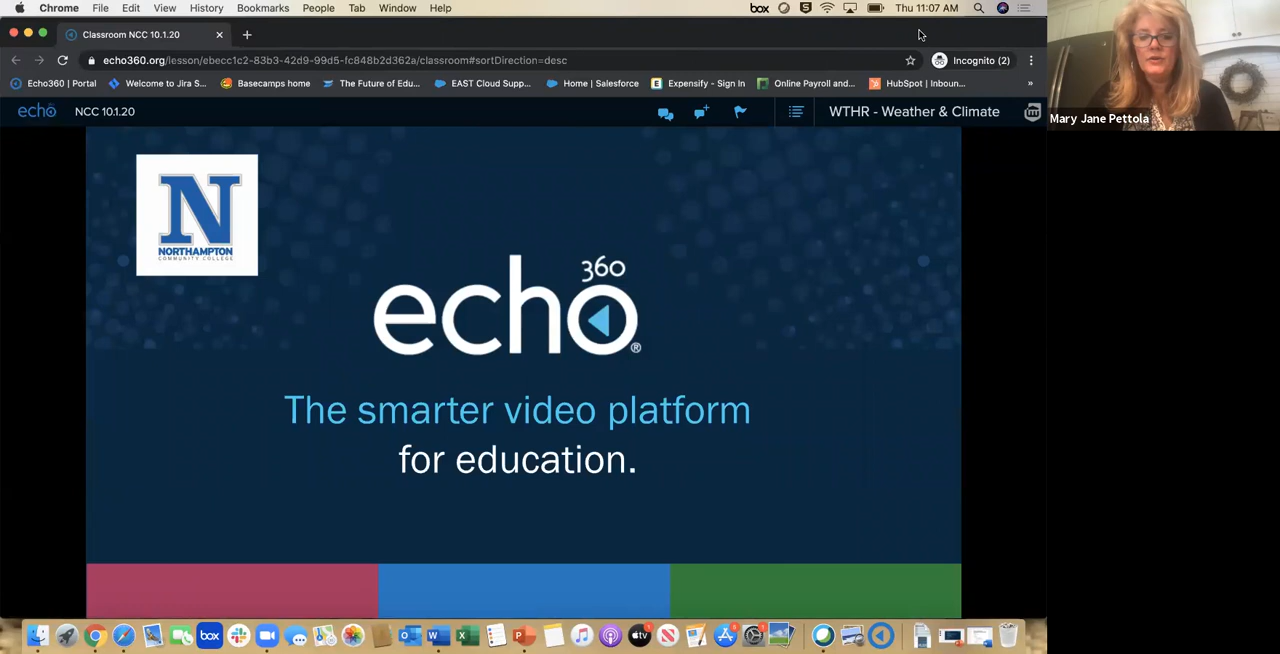 Chrome File Edit View History Bookmarks People Tab Window Help box Thu 11:07 AM
Classroom NCC 10.1.20
echo360.org/lesson/ebecc1c2-83b3-42d9-99d5-fc848b2d362a/classroom#sortDirection=desc Incognito (2)
Echo360 | Portal Welcome to Jira S... Basecamps home The Future of Edu... EAST Cloud Supp... Home | Salesforce Expensify - Sign In Online Payroll and... HubSpot | Inboun... »
echo NCC 10.1.20 WTHR - Weather & Climate
Mary Jane Pettola
N
NORTHAMPTON
COMMUNITY COLLEGE
echo 360 ®
The smarter video platform
for education.
box tv